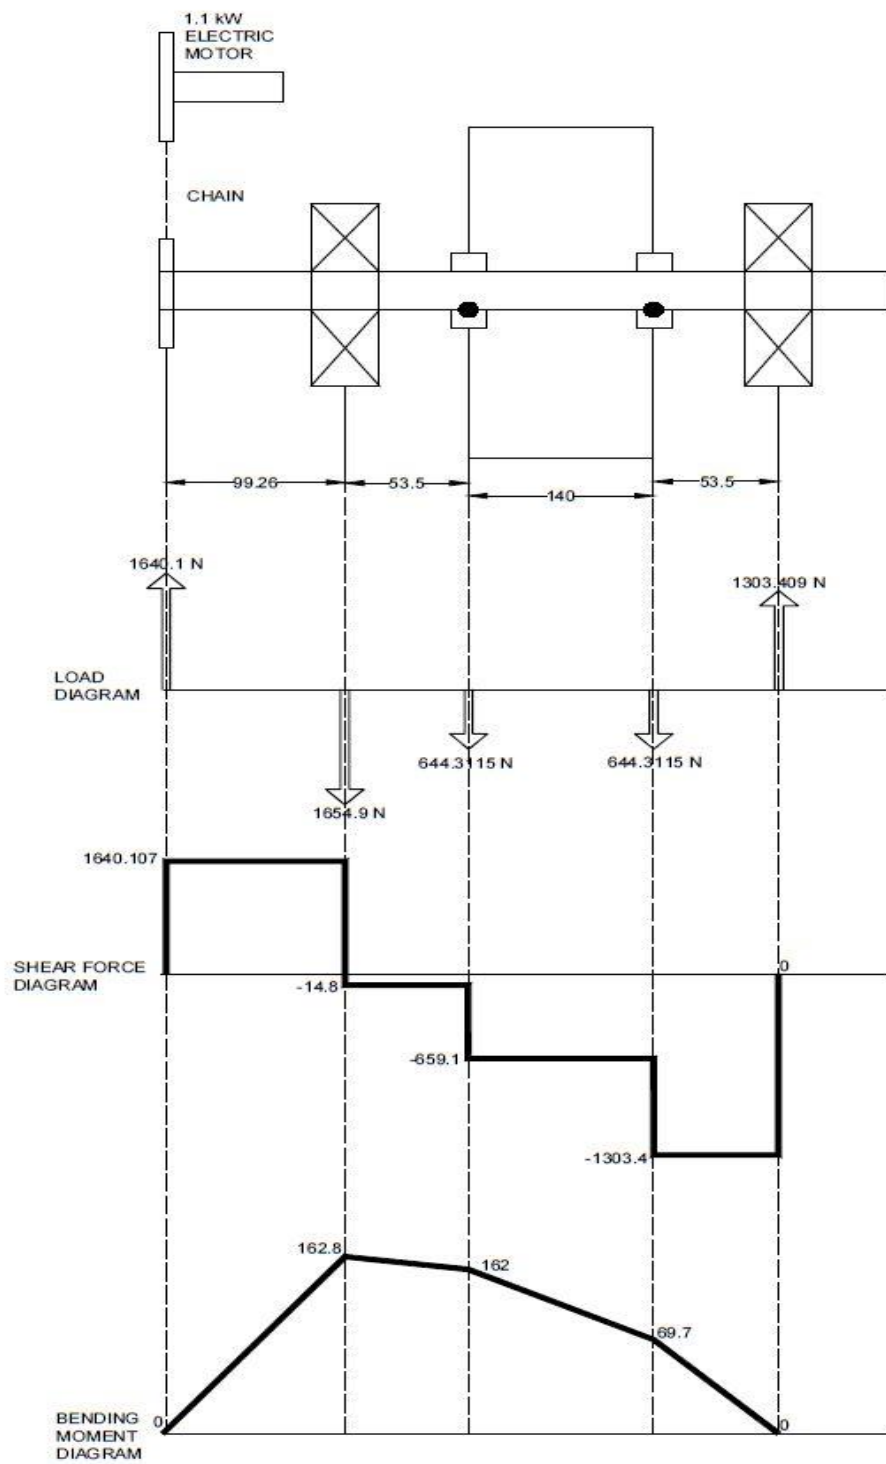 1.1 kW
ELECTRIC
MOTOR
CHAIN
99.26
53.5
140
53.5
1640.1 N
1303.409 N
LOAD
DIAGRAM
644.3115 N
644.3115 N
1654.9 N
1640.107
SHEAR FORCE
DIAGRAM
0
-14.8
-659.1
-1303.4
162.8
162
69.7
BENDING
MOMENT
DIAGRAM
0
0